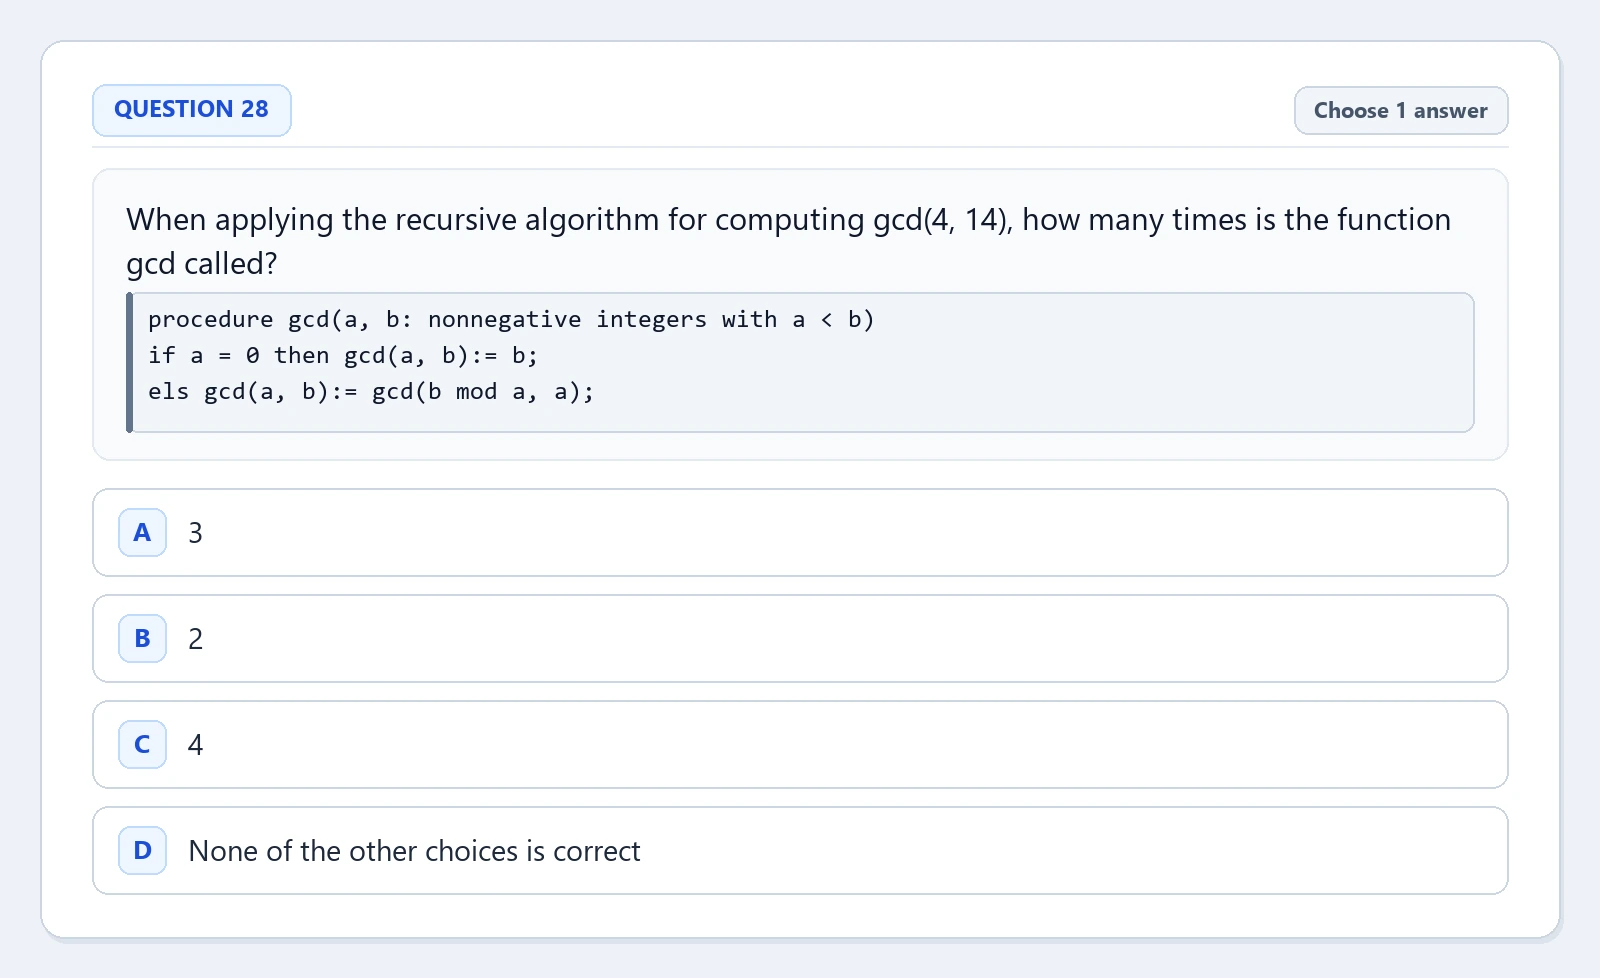 QUESTION 28
Choose 1 answer
When applying the recursive algorithm for computing gcd(4, 14), how many times is the function
gcd called?
procedure gcd(a, b: nonnegative integers with a < b)
if a = 0 then gcd(a, b):= b;
els gcd(a, b):= gcd(b mod a, a);
A 3
B 2
C 4
D None of the other choices is correct